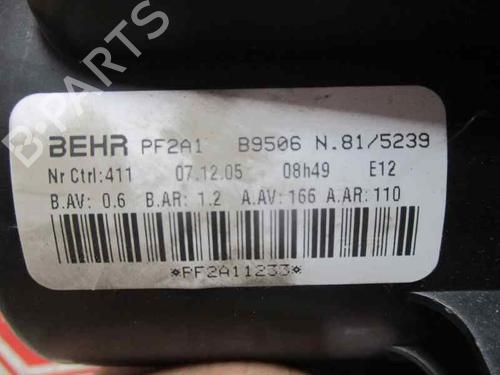 B-PARTS
BEHR PF2A1 B9506 N.81/5239
Nr Ctrl:411 07.12.05 08h49 E12
B.AV: 0.6 B.AR: 1.2 A.AV: 166 A.AR: 110
*PF2A11233*